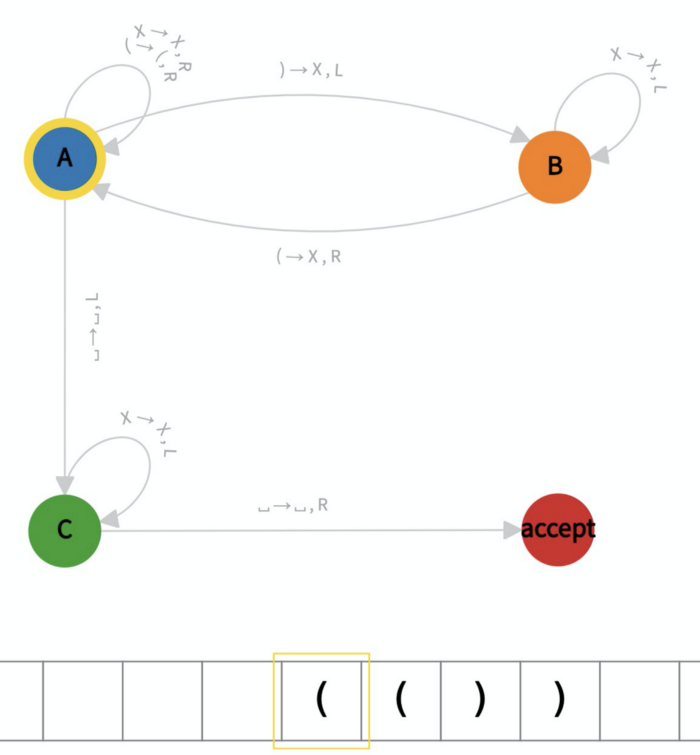 X→X,R
(→(,R
)→X,L
X→X,L
A
B
(→X,R
␣→␣,L
X→X,L
␣→␣,R
C
accept
( ( ) )